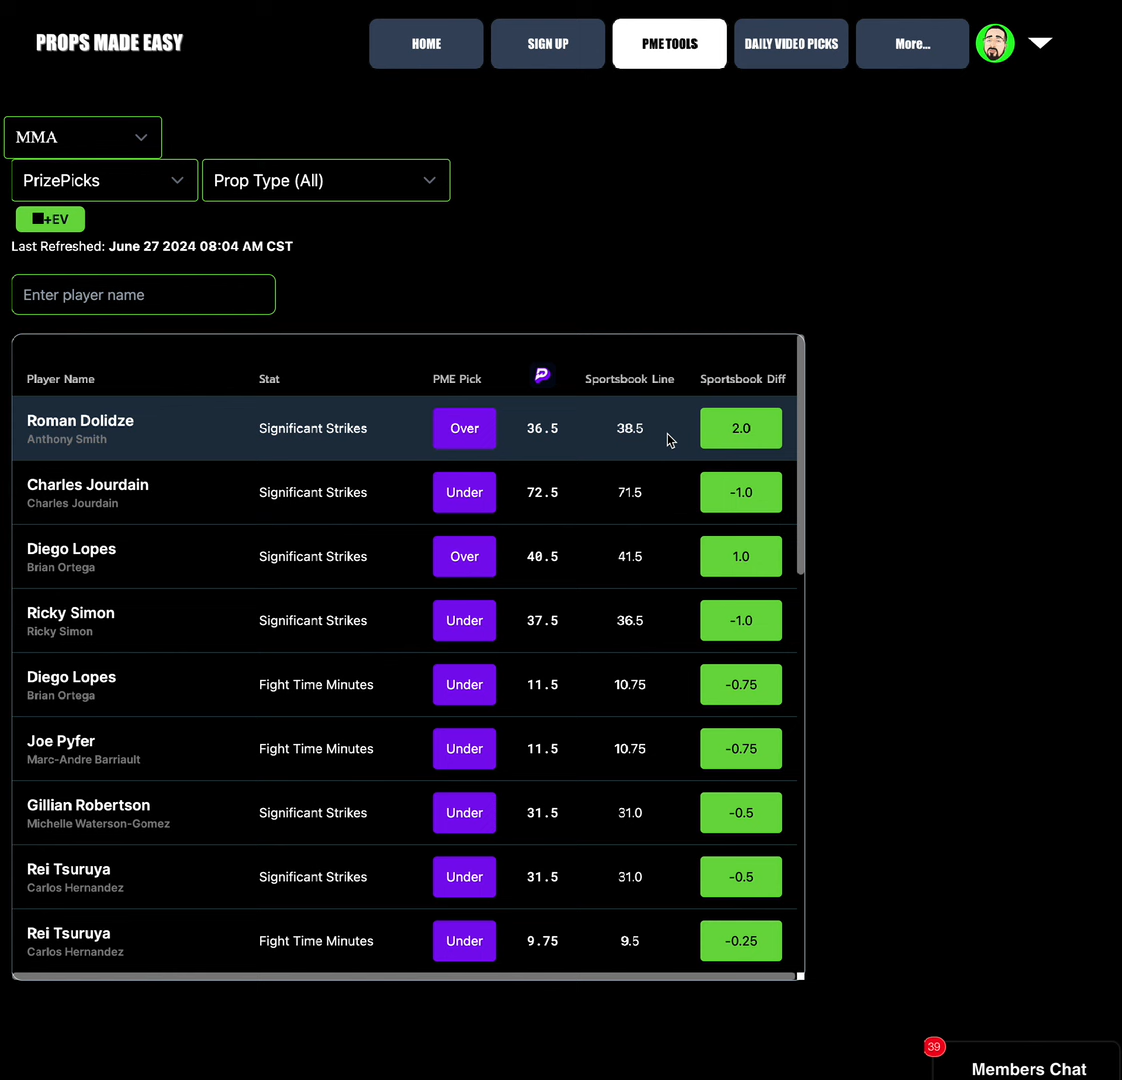 PROPS MADE EASY
HOME
SIGN UP
PME TOOLS
DAILY VIDEO PICKS
More...
MMA
PrizePicks
Prop Type (All)
+EV
Last Refreshed: June 27 2024 08:04 AM CST
Enter player name
Player Name Stat PME Pick P Sportsbook Line Sportsbook Diff
Roman Dolidze Significant Strikes Over 36.5 38.5 2.0
Anthony Smith
Charles Jourdain Significant Strikes Under 72.5 71.5 -1.0
Charles Jourdain
Diego Lopes Significant Strikes Over 40.5 41.5 1.0
Brian Ortega
Ricky Simon Significant Strikes Under 37.5 36.5 -1.0
Ricky Simon
Diego Lopes Fight Time Minutes Under 11.5 10.75 -0.75
Brian Ortega
Joe Pyfer Fight Time Minutes Under 11.5 10.75 -0.75
Marc-Andre Barriault
Gillian Robertson Significant Strikes Under 31.5 31.0 -0.5
Michelle Waterson-Gomez
Rei Tsuruya Significant Strikes Under 31.5 31.0 -0.5
Carlos Hernandez
Rei Tsuruya Fight Time Minutes Under 9.75 9.5 -0.25
Carlos Hernandez
39
Members Chat